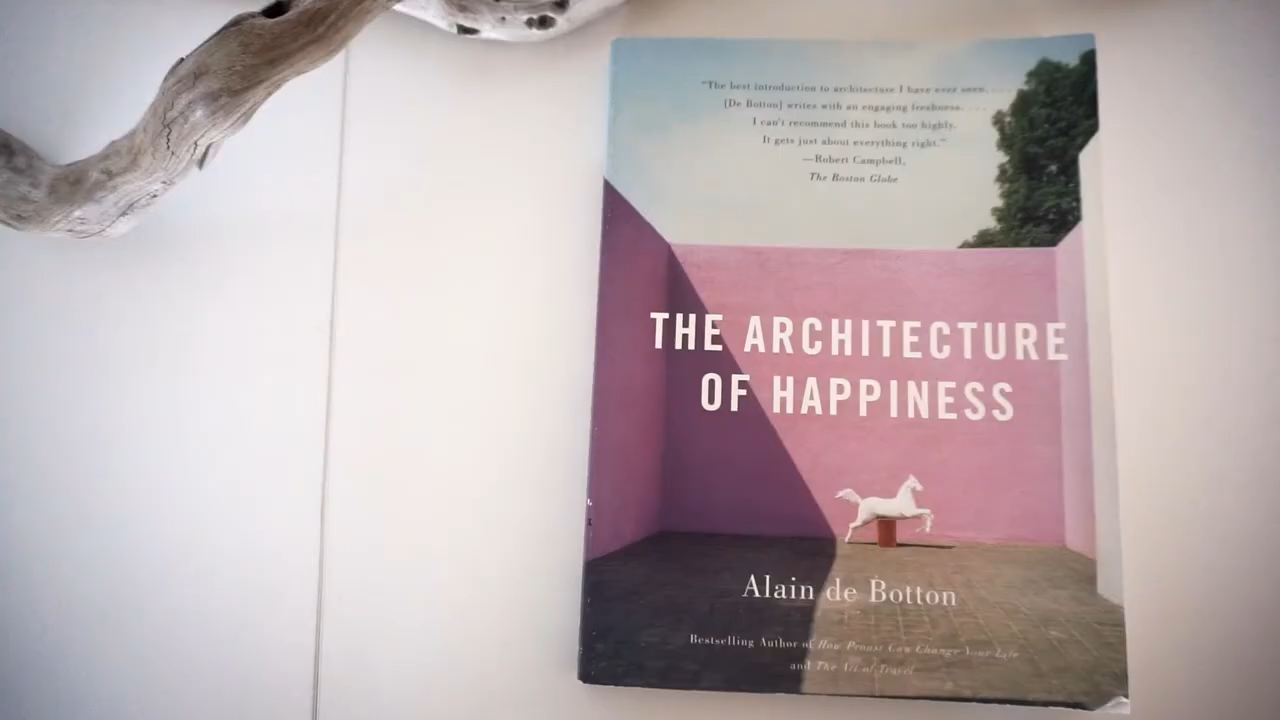 "The best introduction to architecture I have ever seen. . . .
[De Botton] writes with an engaging freshness. . . .
I can't recommend this book too highly.
It gets just about everything right."
—Robert Campbell,
The Boston Globe
THE ARCHITECTURE
OF HAPPINESS
Alain de Botton
Bestselling Author of How Proust Can Change Your Life
and The Art of Travel